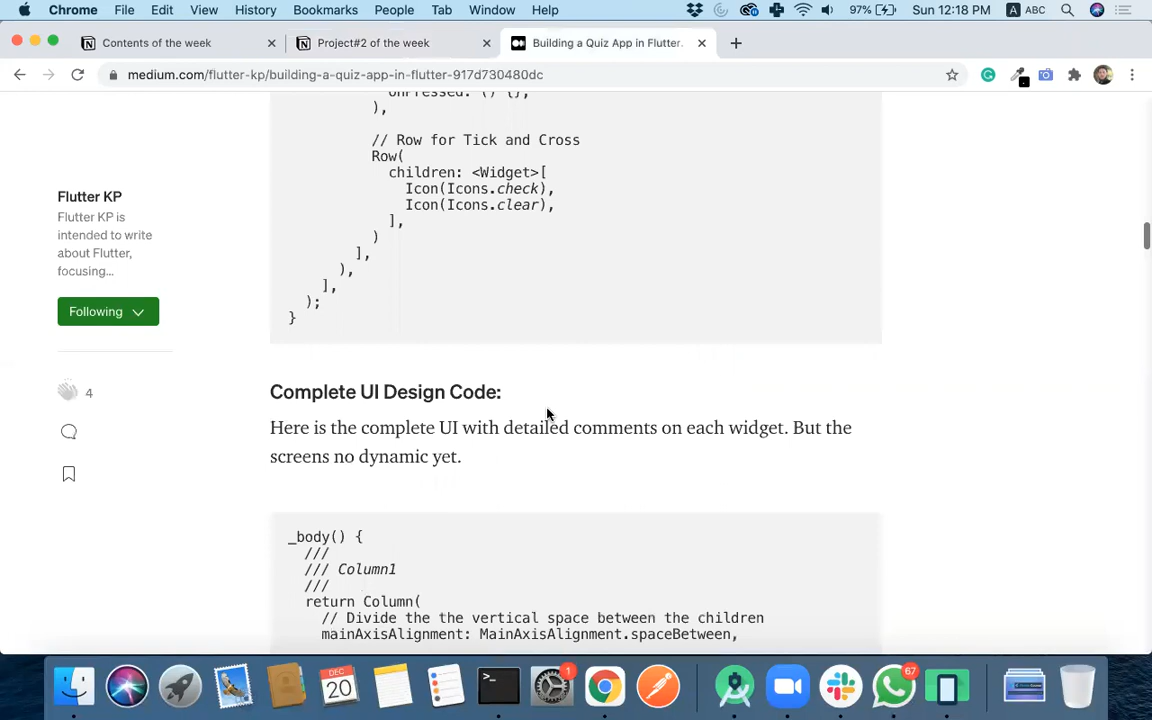 Chrome File Edit View History Bookmarks People Tab Window Help 97% Sun 12:18 PM A ABC
Contents of the week
Project#2 of the week
Building a Quiz App in Flutter.
medium.com/flutter-kp/building-a-quiz-app-in-flutter-917d730480dc
onPressed: () {},
),
// Row for Tick and Cross
Row(
children: <Widget>[
Icon(Icons.check),
Icon(Icons.clear),
],
)
],
),
],
);
}
Flutter KP
Flutter KP is
intended to write
about Flutter,
focusing...
Following
4
Complete UI Design Code:
Here is the complete UI with detailed comments on each widget. But the
screens no dynamic yet.
_body() {
///
/// Column1
///
return Column(
// Divide the the vertical space between the children
mainAxisAlignment: MainAxisAlignment.spaceBetween,
DEC
20
>_
1
67